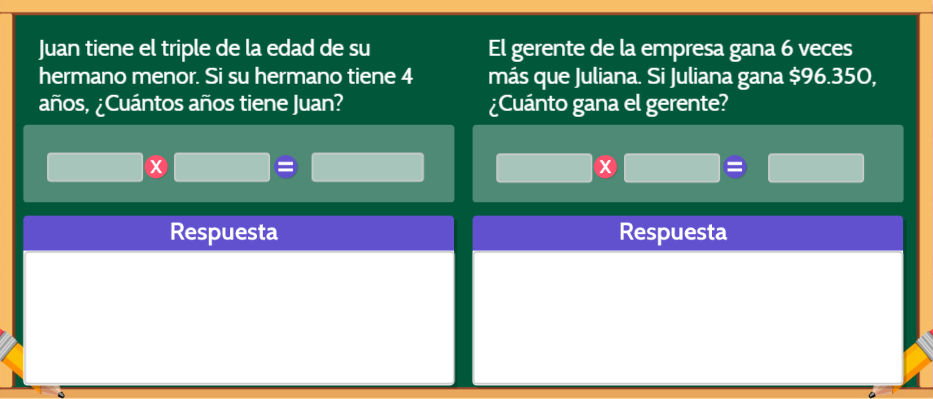 Juan tiene el triple de la edad de su
hermano menor. Si su hermano tiene 4
años, ¿Cuántos años tiene Juan?
X =
Respuesta
El gerente de la empresa gana 6 veces
más que Juliana. Si Juliana gana $96.350,
¿Cuánto gana el gerente?
X =
Respuesta